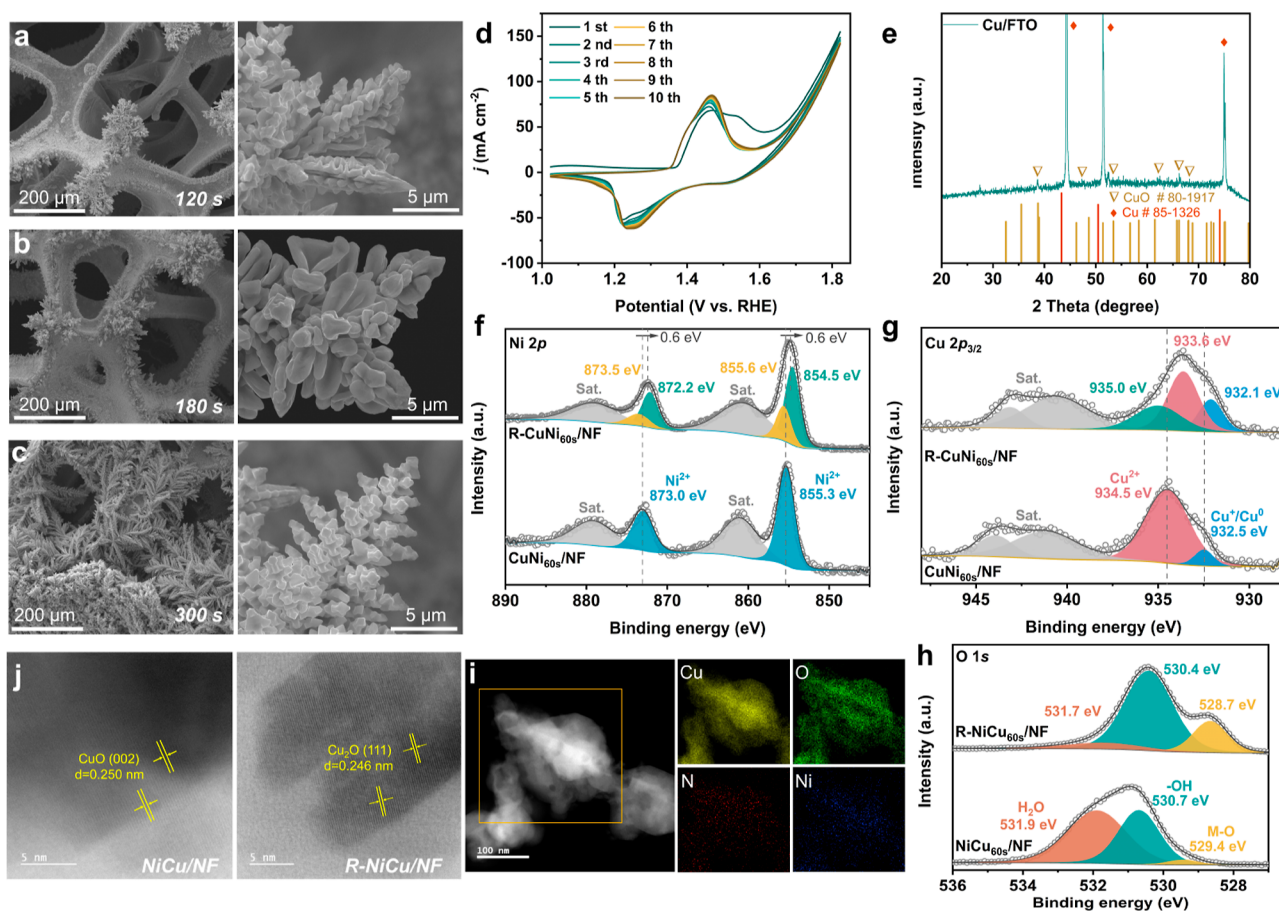 a
200 μm
120 s
5 μm
b
200 μm
180 s
5 μm
c
200 μm
300 s
5 μm
d
150
100
50
0
-50
-100
j (mA cm⁻²)
1 st
2 nd
3 rd
4 th
5 th
6 th
7 th
8 th
9 th
10 th
1.0
1.2
1.4
1.6
1.8
Potential (V vs. RHE)
e
Cu/FTO
Intensity (a.u.)
CuO # 80-1917
Cu # 85-1326
20
30
40
50
60
70
80
2 Theta (degree)
f
Ni 2p
0.6 eV
0.6 eV
873.5 eV
872.2 eV
855.6 eV
854.5 eV
Sat.
Sat.
R-CuNi₆₀ₛ/NF
Ni²⁺
873.0 eV
Ni²⁺
855.3 eV
Sat.
Sat.
CuNi₆₀ₛ/NF
Intensity (a.u.)
890
880
870
860
850
Binding energy (eV)
g
Cu 2p₃/₂
933.6 eV
Sat.
935.0 eV
932.1 eV
R-CuNi₆₀ₛ/NF
Cu²⁺
934.5 eV
Sat.
Cu⁺/Cu⁰
932.5 eV
CuNi₆₀ₛ/NF
Intensity (a.u.)
945
940
935
930
Binding energy (eV)
j
CuO (002)
d=0.250 nm
5 nm
NiCu/NF
Cu₂O (111)
d=0.246 nm
5 nm
R-NiCu/NF
i
100 nm
Cu
O
N
Ni
h
O 1s
530.4 eV
531.7 eV
528.7 eV
R-NiCu₆₀ₛ/NF
-OH
530.7 eV
H₂O
531.9 eV
M-O
529.4 eV
NiCu₆₀ₛ/NF
Intensity (a.u.)
536
534
532
530
528
Binding energy (eV)